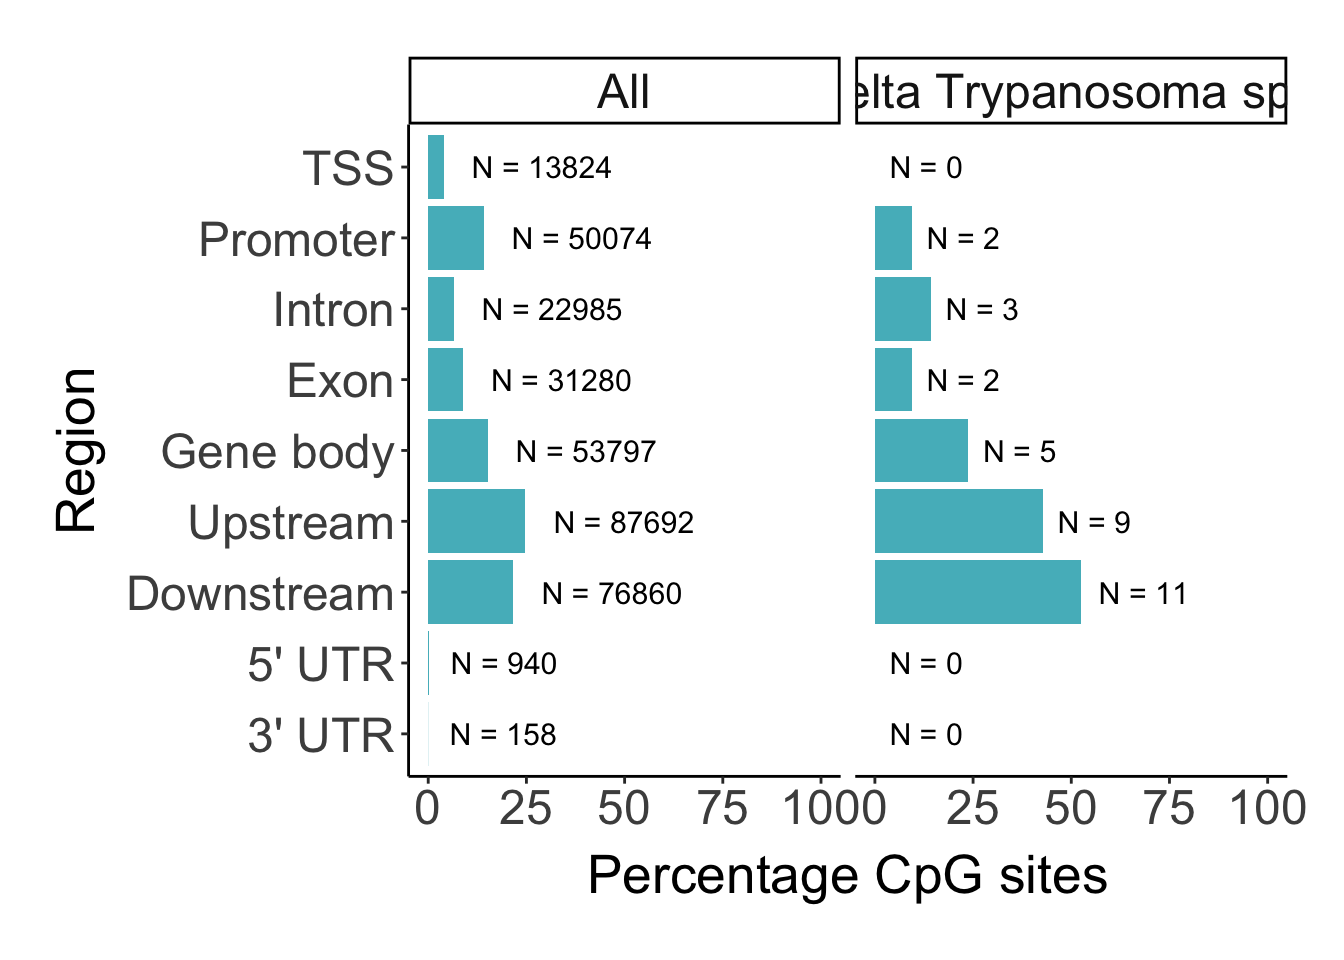 All
elta Trypanosoma sp
TSS
N = 13824
N = 0
Promoter
N = 50074
N = 2
Intron
N = 22985
N = 3
Exon
N = 31280
N = 2
Gene body
N = 53797
N = 5
Upstream
N = 87692
N = 9
Downstream
N = 76860
N = 11
5' UTR
N = 940
N = 0
3' UTR
N = 158
N = 0
Region
0 25 50 75 100
0 25 50 75 100
Percentage CpG sites